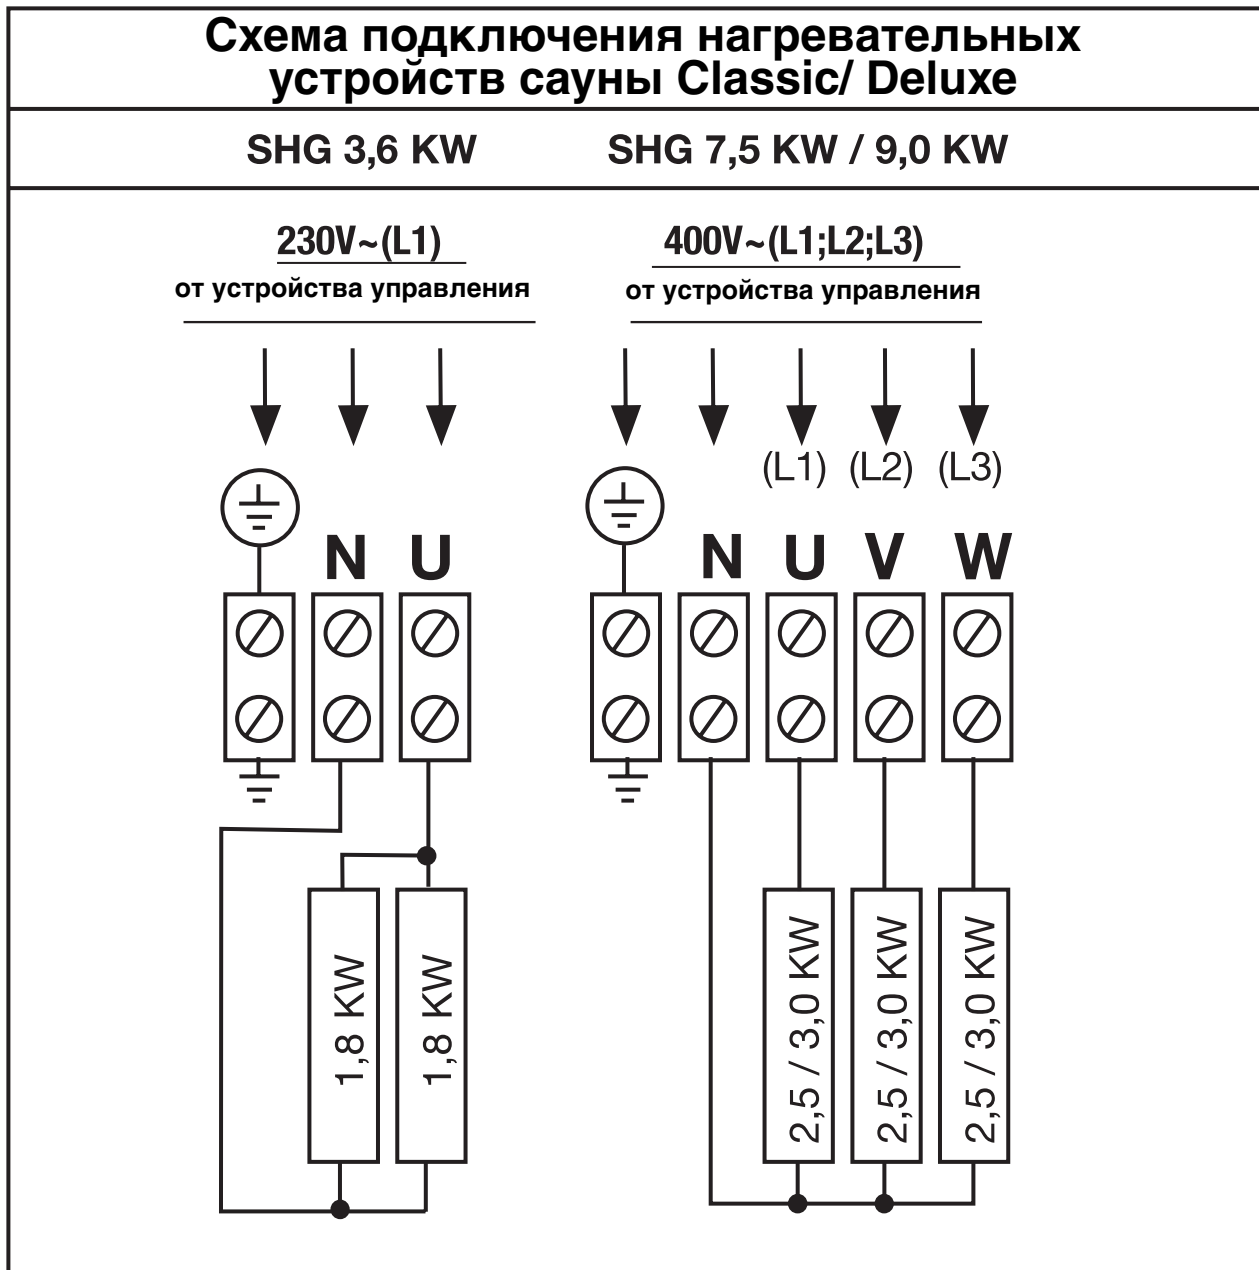 Схема подключения нагревательных
устройств сауны Classic/ Deluxe
SHG 3,6 KW
SHG 7,5 KW / 9,0 KW
230V~(L1)
от устройства управления
400V~(L1;L2;L3)
от устройства управления
(L1) (L2) (L3)
N U
N U V W
1,8 KW
1,8 KW
2,5 / 3,0 KW
2,5 / 3,0 KW
2,5 / 3,0 KW